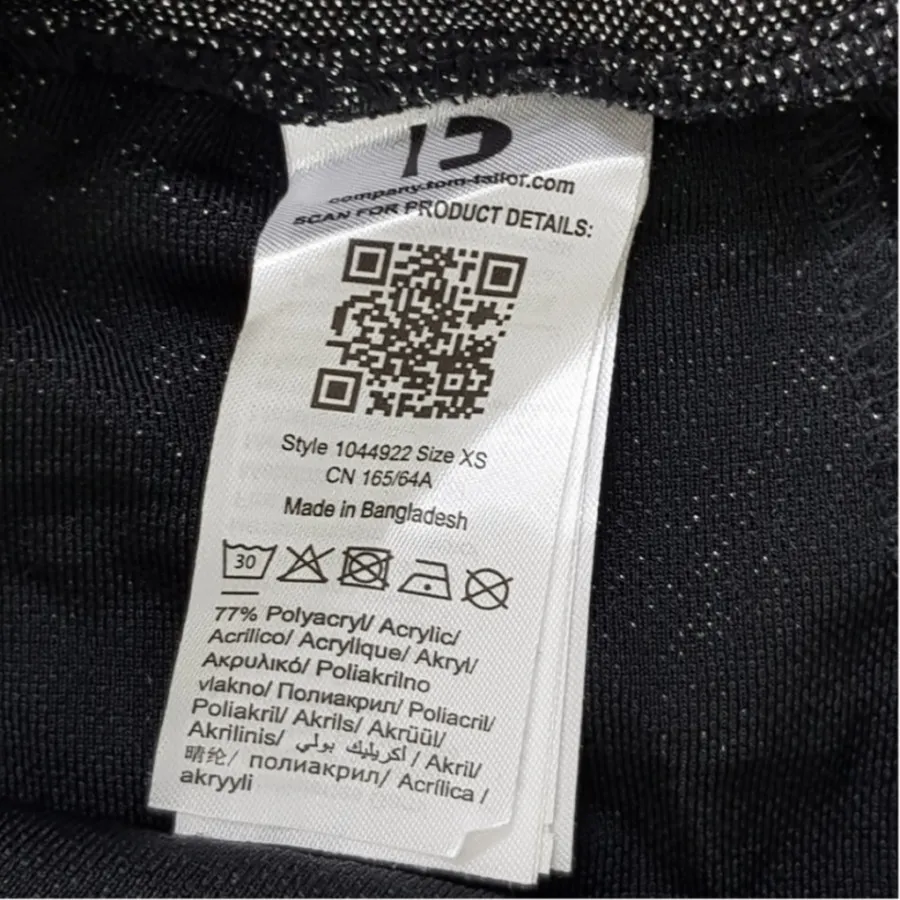 company.tom-tailor.com
SCAN FOR PRODUCT DETAILS:
Style 1044922 Size XS
CN 165/64A
Made in Bangladesh
30
77% Polyacryl/ Acrylic/
Acrílico/ Acrylique/ Akryl/
Ακρυλικό/ Poliakrilno
vlakno/ Полиакрил/ Poliacril/
Poliakril/ Akrils/ Akrüül/
Akrilinis/ أكريليك بولي / Akril/
晴纶/ полиакрил/ Acrílica /
akryyli